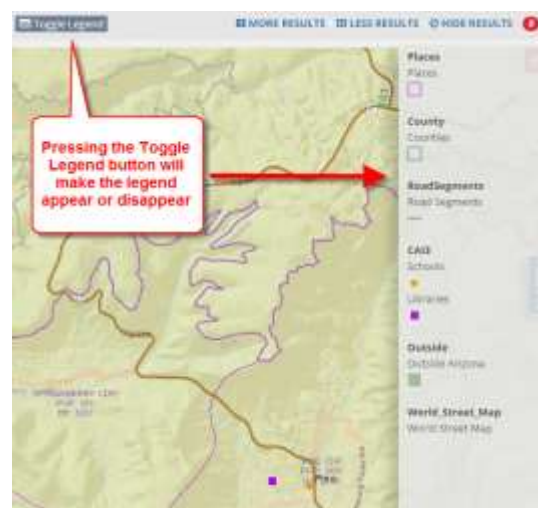 Toggle Legend
MORE RESULTS LESS RESULTS HIDE RESULTS
Pressing the Toggle
Legend button will
make the legend
appear or disappear
Places
Places
County
Counties
RoadSegments
Road Segments
CAI3
Schools
Libraries
Outside
Outside Arizona
World_Street_Map
World Street Map